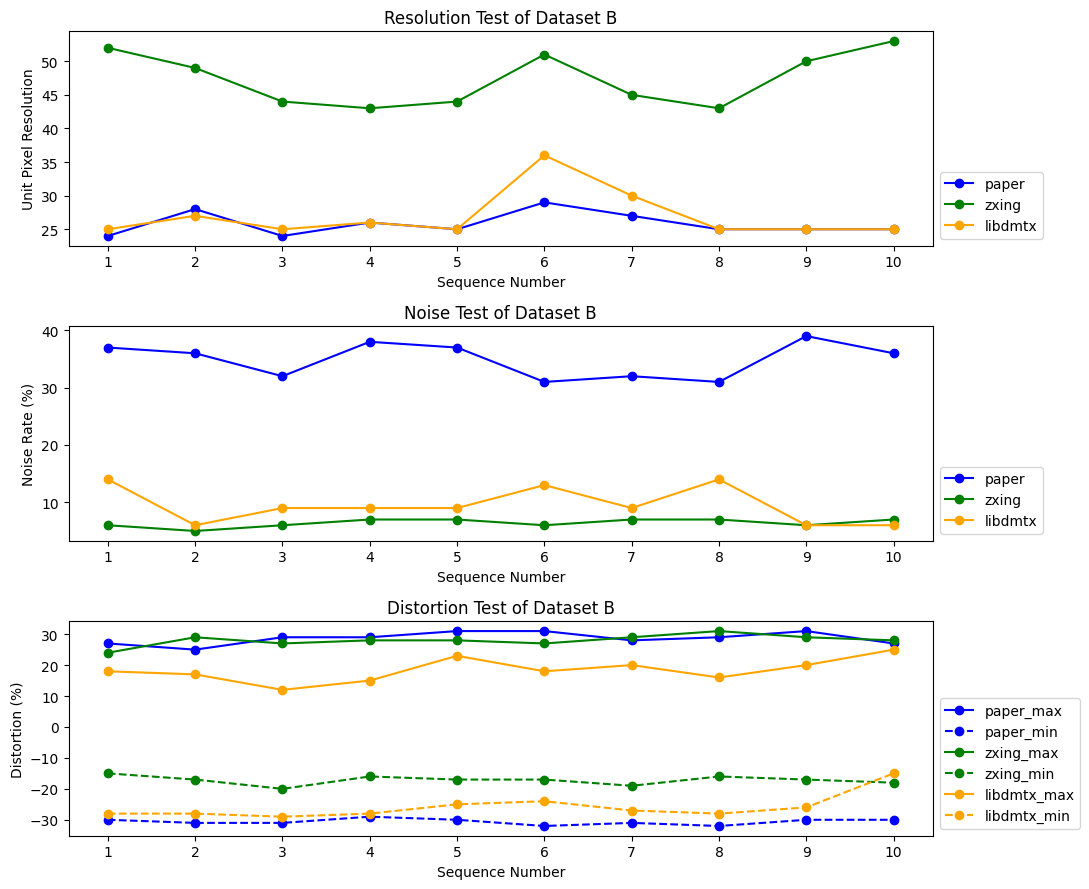 Resolution Test of Dataset B
Unit Pixel Resolution
50
45
40
35
30
25
1 2 3 4 5 6 7 8 9 10
Sequence Number
paper
zxing
libdmtx
Noise Test of Dataset B
Noise Rate (%)
40
30
20
10
1 2 3 4 5 6 7 8 9 10
Sequence Number
paper
zxing
libdmtx
Distortion Test of Dataset B
Distortion (%)
30
20
10
0
−10
−20
−30
1 2 3 4 5 6 7 8 9 10
Sequence Number
paper_max
paper_min
zxing_max
zxing_min
libdmtx_max
libdmtx_min